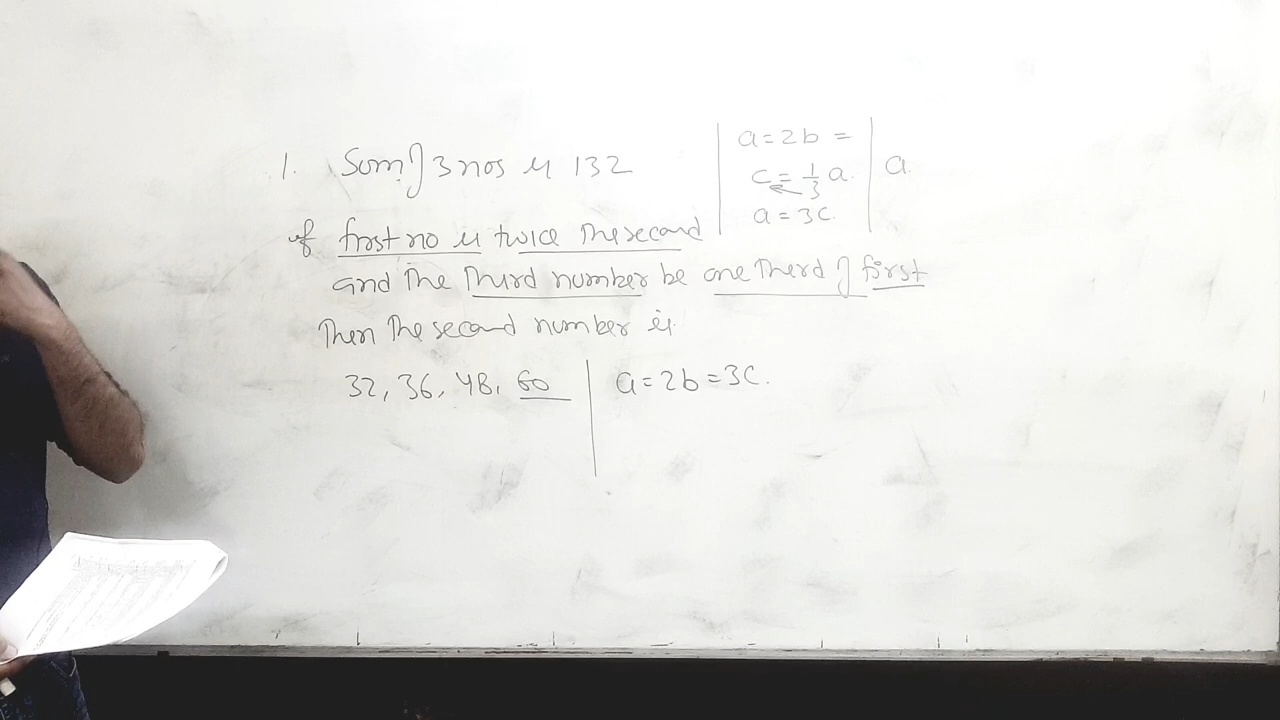 1. Sum of 3 nos is 132
if first no is twice the second
and the third number be one third of first
Then the second number is
32, 36, 48, 60
a = 2b =
c = 1/3 a
a = 3c.
a
a = 2b = 3c.